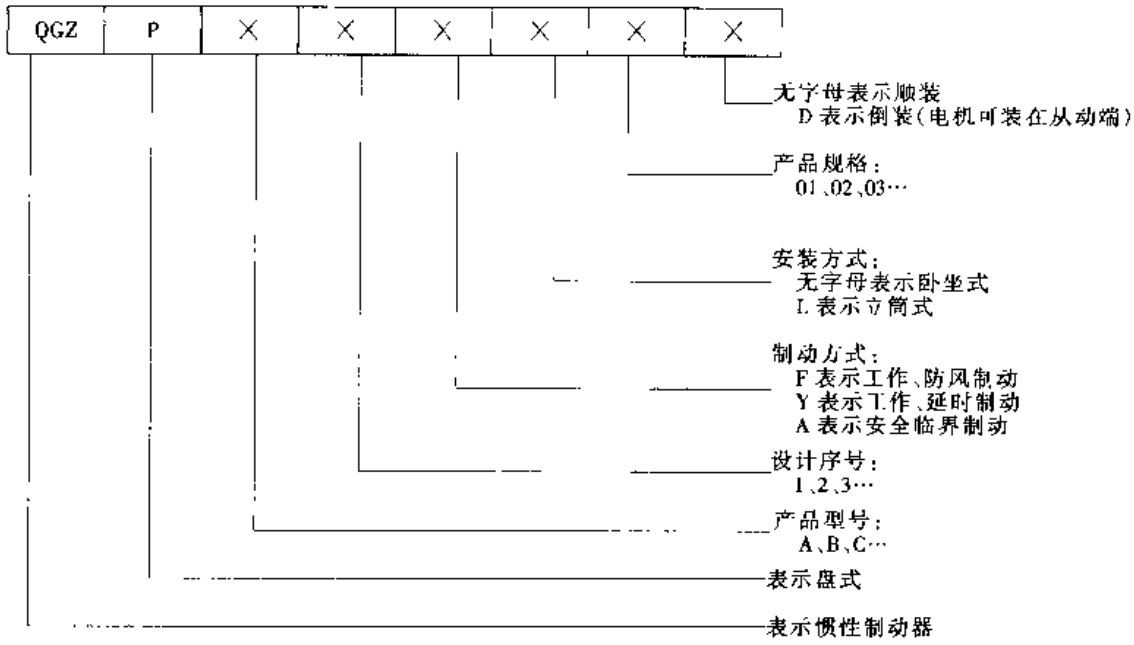 QGZ P × × × × × ×
无字母表示顺装
D 表示倒装(电机可装在从动端)
产品规格:
01、02、03…
安装方式:
无字母表示卧坐式
L 表示立筒式
制动方式:
F 表示工作、防风制动
Y 表示工作、延时制动
A 表示安全临界制动
设计序号:
1、2、3…
产品型号:
A、B、C…
表示盘式
表示惯性制动器